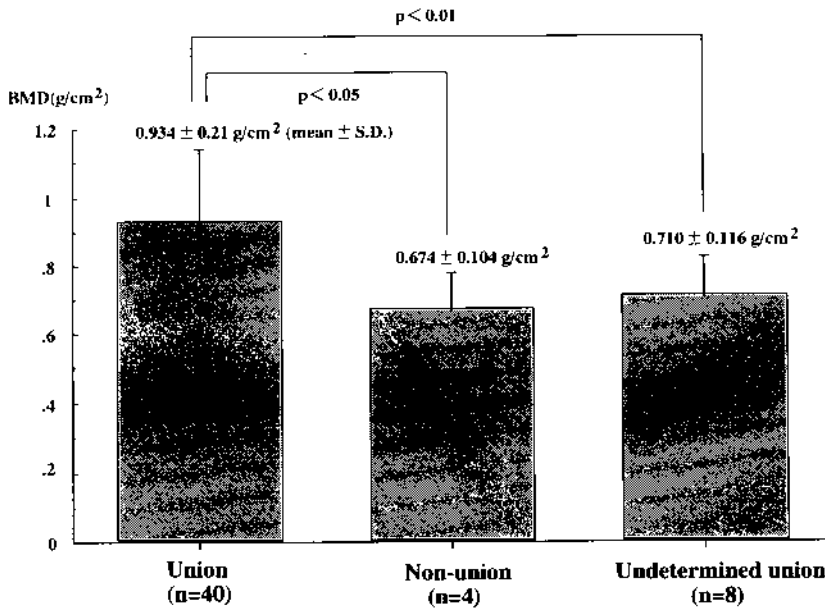 p < 0.01
BMD(g/cm²)
p < 0.05
1.2
0.934 ± 0.21 g/cm² (mean ± S.D.)
1
0.710 ± 0.116 g/cm²
0.674 ± 0.104 g/cm²
.8
.6
.4
.2
0
Union
(n=40)
Non-union
(n=4)
Undetermined union
(n=8)